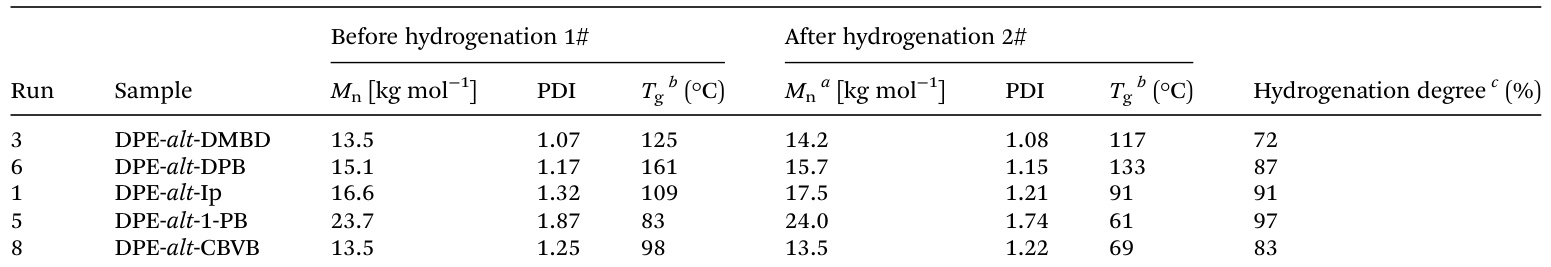 Before hydrogenation 1# After hydrogenation 2#
Run Sample Mn [kg mol−1] PDI Tg b (°C) Mn a [kg mol−1] PDI Tg b (°C) Hydrogenation degree c (%)
3 DPE-alt-DMBD 13.5 1.07 125 14.2 1.08 117 72
6 DPE-alt-DPB 15.1 1.17 161 15.7 1.15 133 87
1 DPE-alt-Ip 16.6 1.32 109 17.5 1.21 91 91
5 DPE-alt-1-PB 23.7 1.87 83 24.0 1.74 61 97
8 DPE-alt-CBVB 13.5 1.25 98 13.5 1.22 69 83